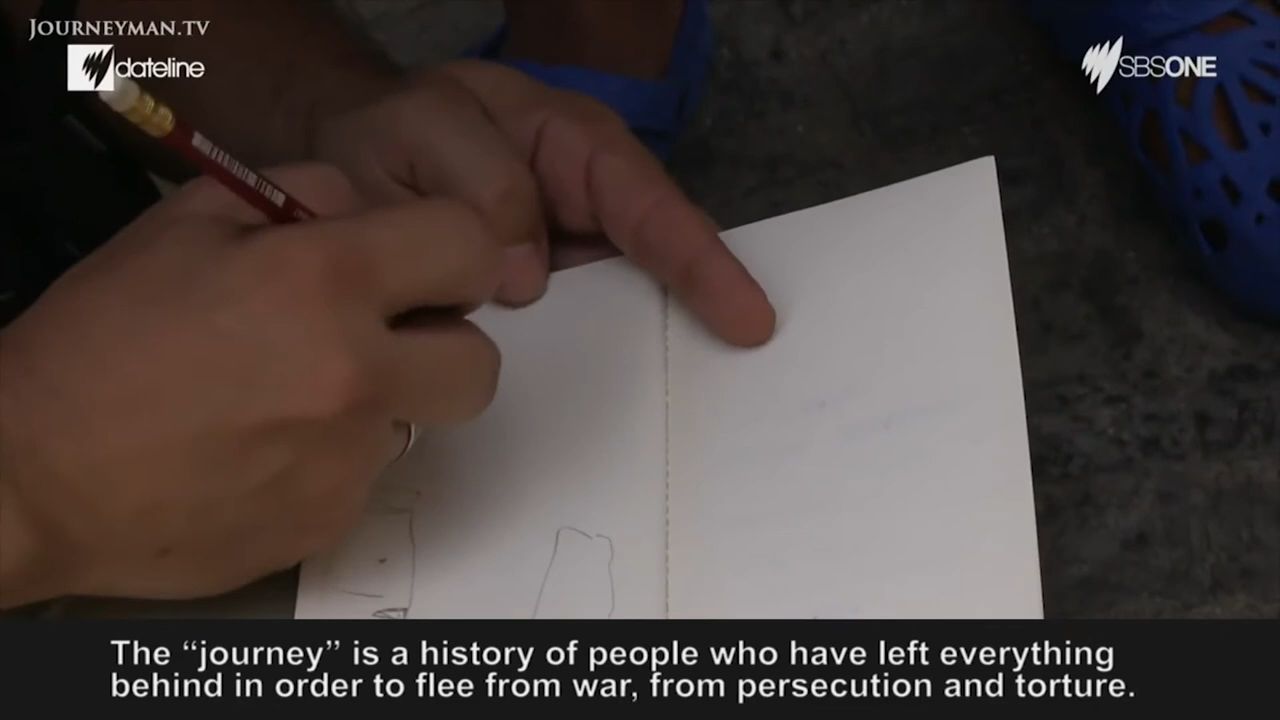 JOURNEYMAN.TV
dateline
SBSONE
The “journey” is a history of people who have left everything
behind in order to flee from war, from persecution and torture.